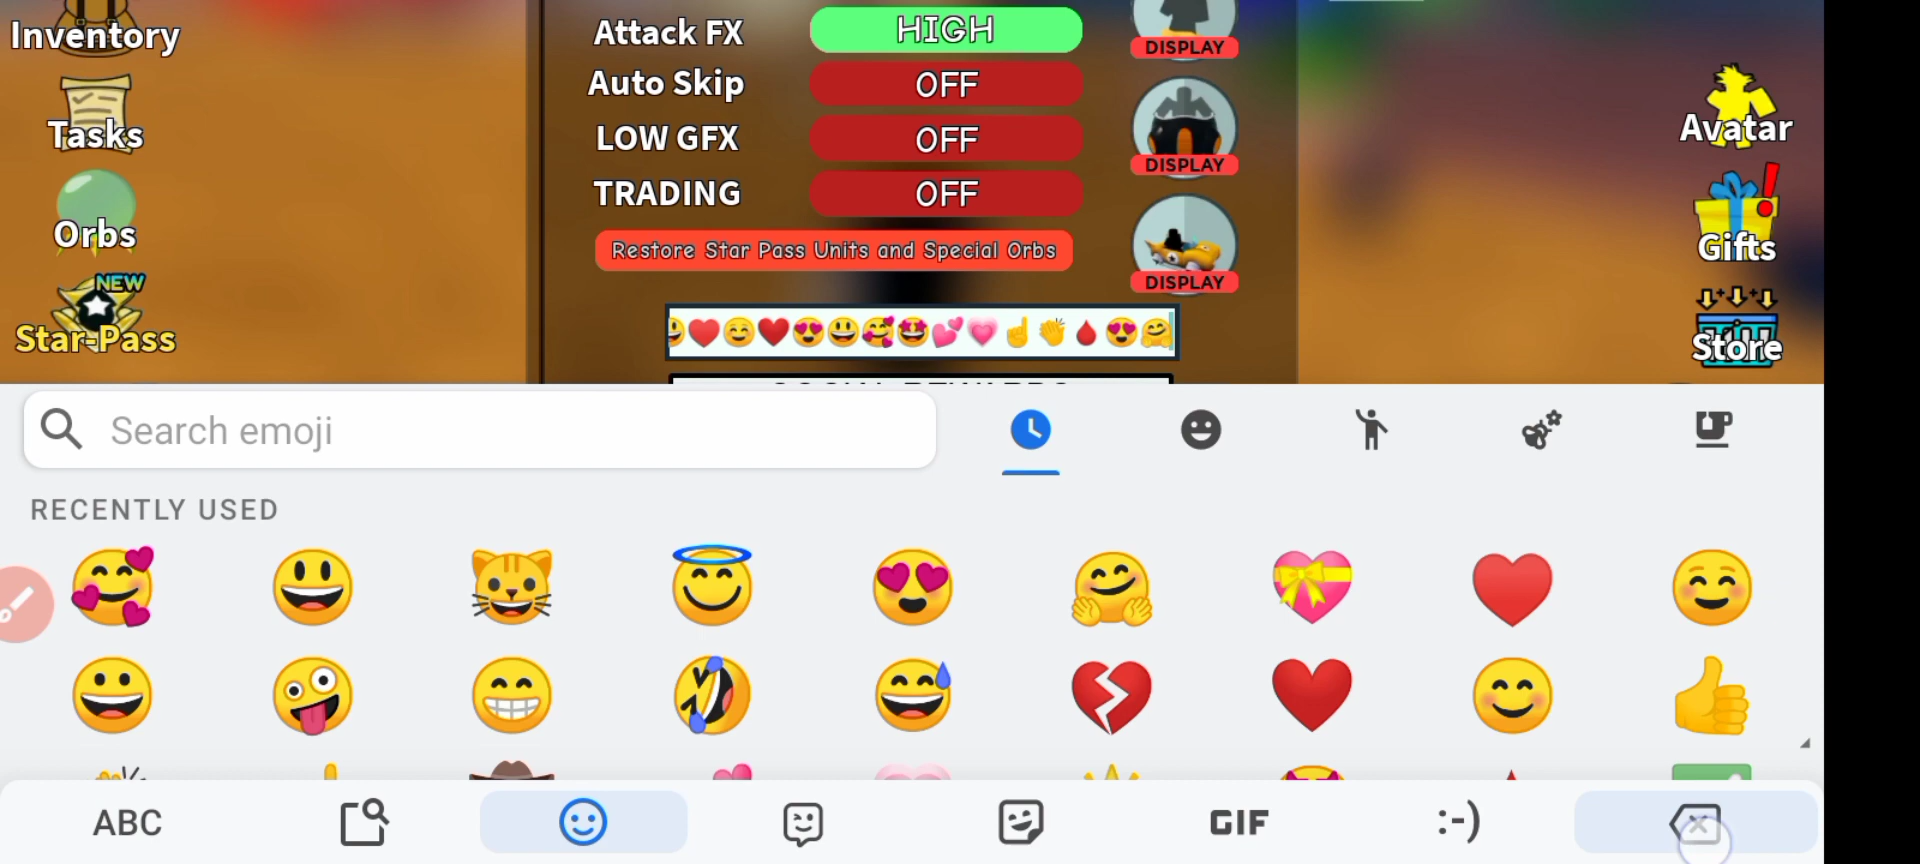 Inventory
Tasks
Orbs
NEW
Star-Pass
Attack FX HIGH
Auto Skip OFF
LOW GFX OFF
TRADING OFF
Restore Star Pass Units and Special Orbs
DISPLAY
DISPLAY
DISPLAY
😃♥️☺️❤️😍😃🥰🤩💕💗☝️👏🩸😍🤗
Avatar
Gifts
Store
Search emoji
RECENTLY USED
ABC
GIF
:-)